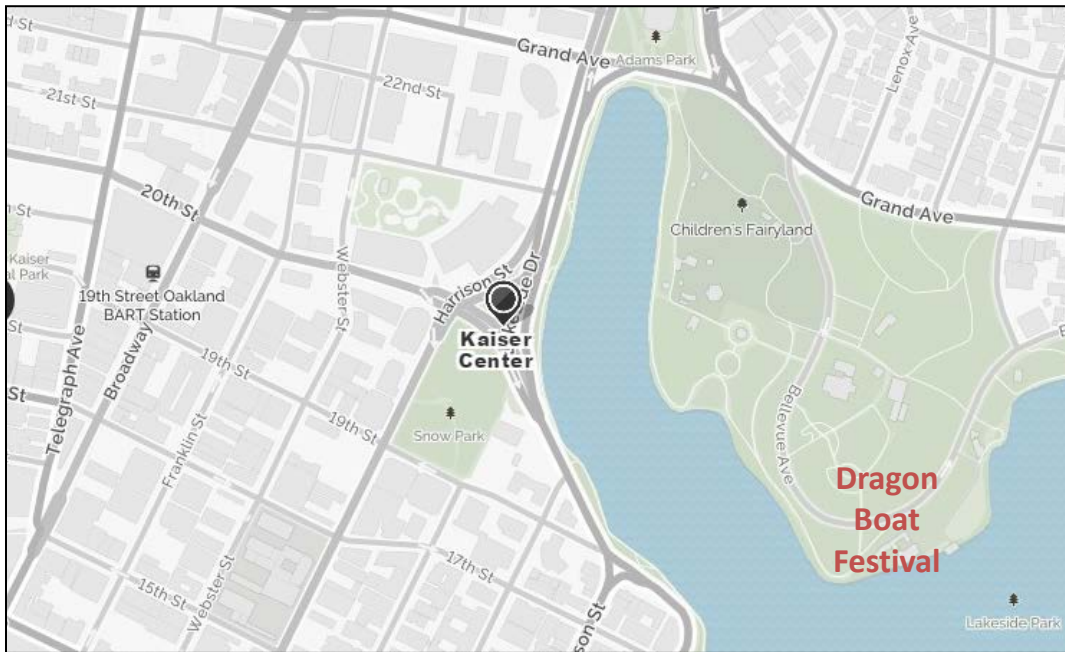 Grand Ave
Adams Park
Lenox Ave
22nd St
21st St
20th St
Children's Fairyland
Grand Ave
Kaiser
al Park
19th Street Oakland
BART Station
Webster St
Harrison St
Kaiser
Center
Telegraph Ave
Broadway
19th St
Franklin St
19th St
Snow Park
Bellevue Ave
Dragon
Boat
Festival
St
17th St
15th St
Webster St
son St
Lakeside Park